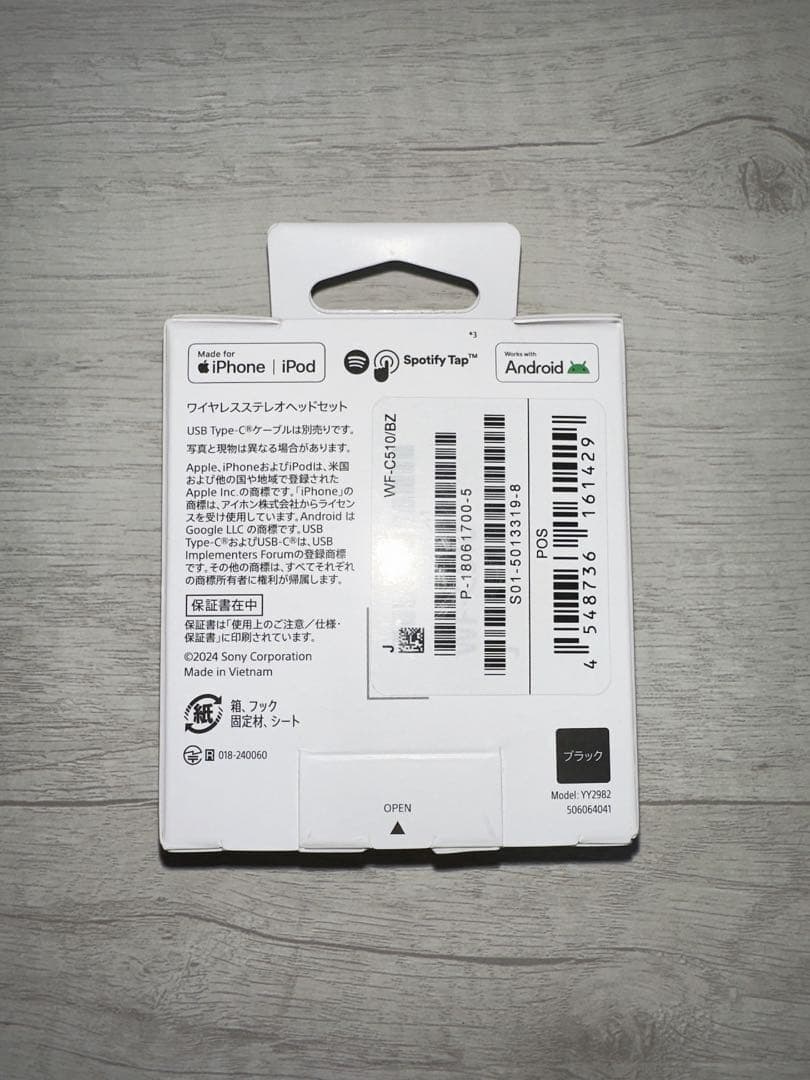 Made for
iPhone | iPod
*3
Spotify Tap™
Works with
Android
ワイヤレスステレオヘッドセット
USB Type-C®ケーブルは別売りです。
写真と現物は異なる場合があります。
Apple、iPhoneおよびiPodは、米国
および他の国や地域で登録された
Apple Inc.の商標です。「iPhone」の
商標は、アイホン株式会社からライセン
スを受け使用しています。Android は
Google LLC の商標です。USB
Type-C®およびUSB-C®は、USB
Implementers Forumの登録商標
です。その他の商標は、すべてそれぞれ
の商標所有者に権利が帰属します。
保証書在中
保証書は「使用上のご注意／仕様・
保証書」に印刷されています。
©2024 Sony Corporation
Made in Vietnam
紙
箱、フック
固定材、シート
R 018-240060
WF-C510/BZ
J
P-18061700-5
S01-5013319-8
POS
4 548736 161429
ブラック
Model: YY2982
506064041
OPEN